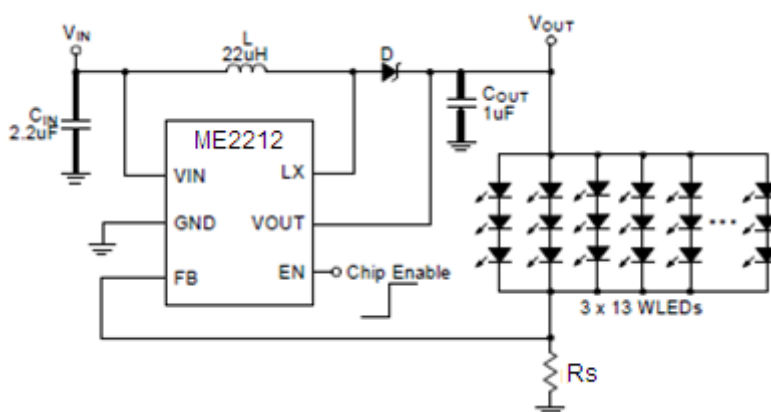 VIN
L
22uH
D
VOUT
CIN
2.2uF
COUT
1uF
ME2212
VIN
LX
GND
VOUT
FB
EN
Chip Enable
3 x 13 WLEDs
Rs